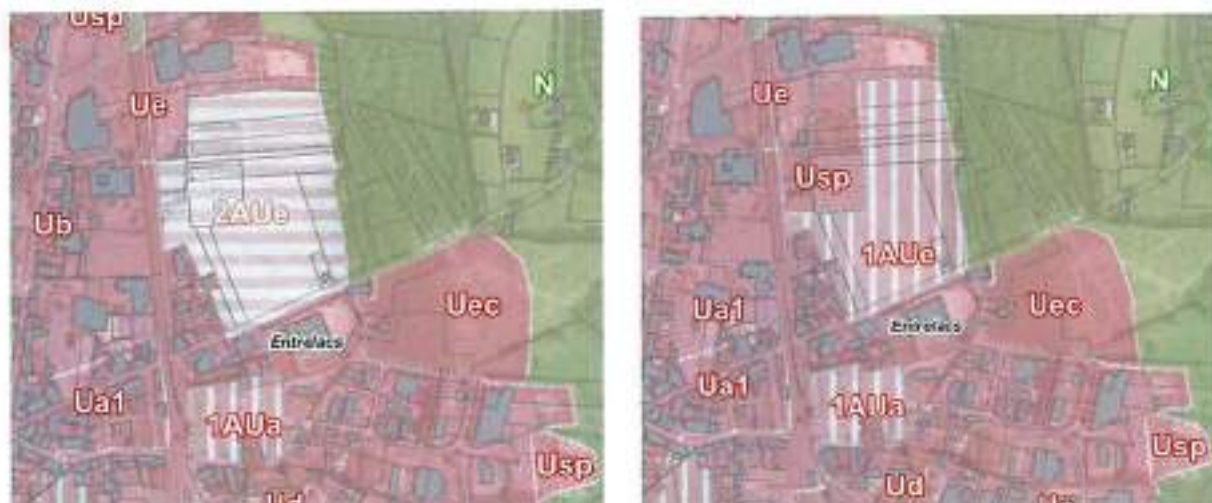 Usp
Ue
N
2AUe
Ub
Uec
Entrelacs
Ua1
1AUa
Usp
Ud
Ue
N
Usp
1AUe
Ua1
Uec
Entrelacs
Ua1
1AUa
Usp
Ud